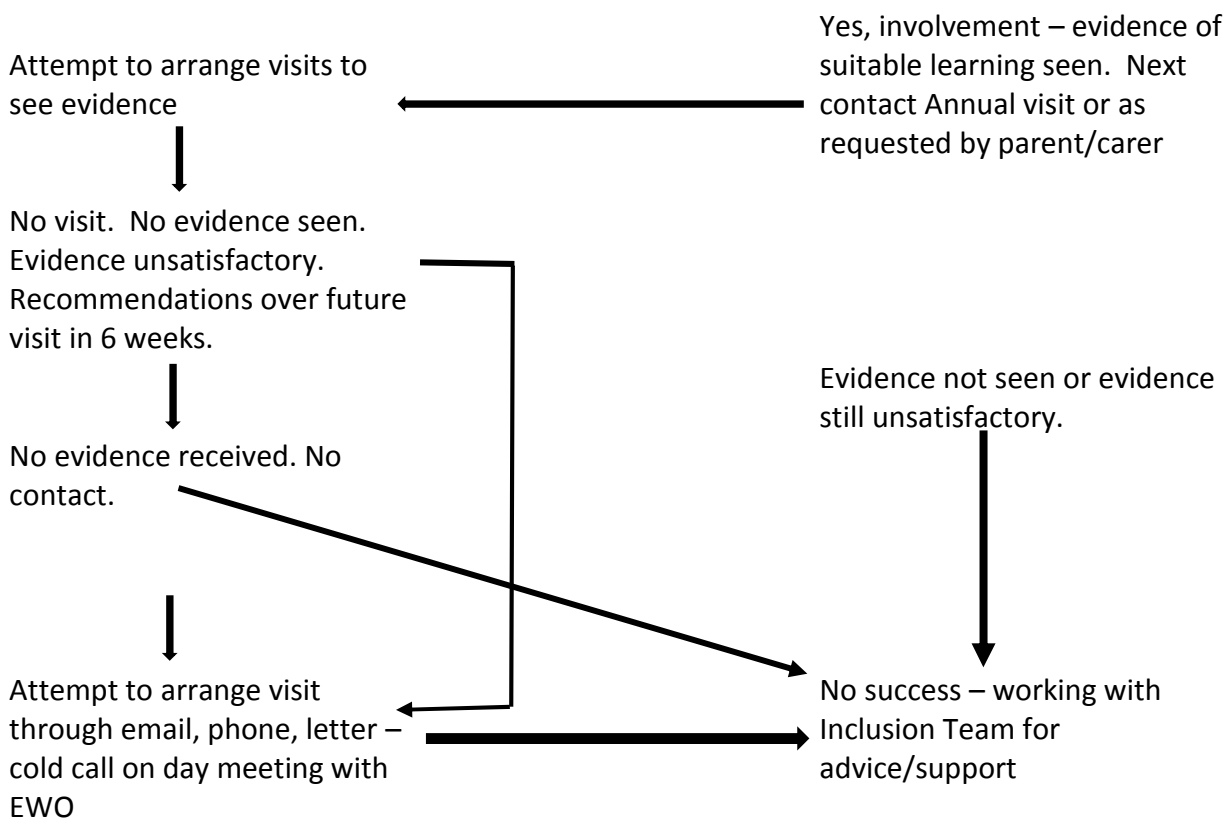 Yes, involvement – evidence of
suitable learning seen.  Next
contact Annual visit or as
requested by parent/carer
Attempt to arrange visits to
see evidence
No visit.  No evidence seen.
Evidence unsatisfactory.
Recommendations over future
visit in 6 weeks.
Evidence not seen or evidence
still unsatisfactory.
No evidence received. No
contact.
Attempt to arrange visit
through email, phone, letter –
cold call on day meeting with
EWO
No success – working with
Inclusion Team for
advice/support